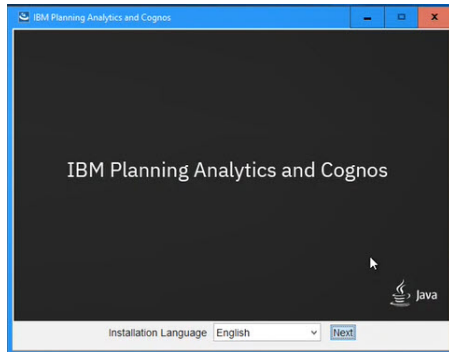 IBM Planning Analytics and Cognos
IBM Planning Analytics and Cognos
Java
Installation Language English Next